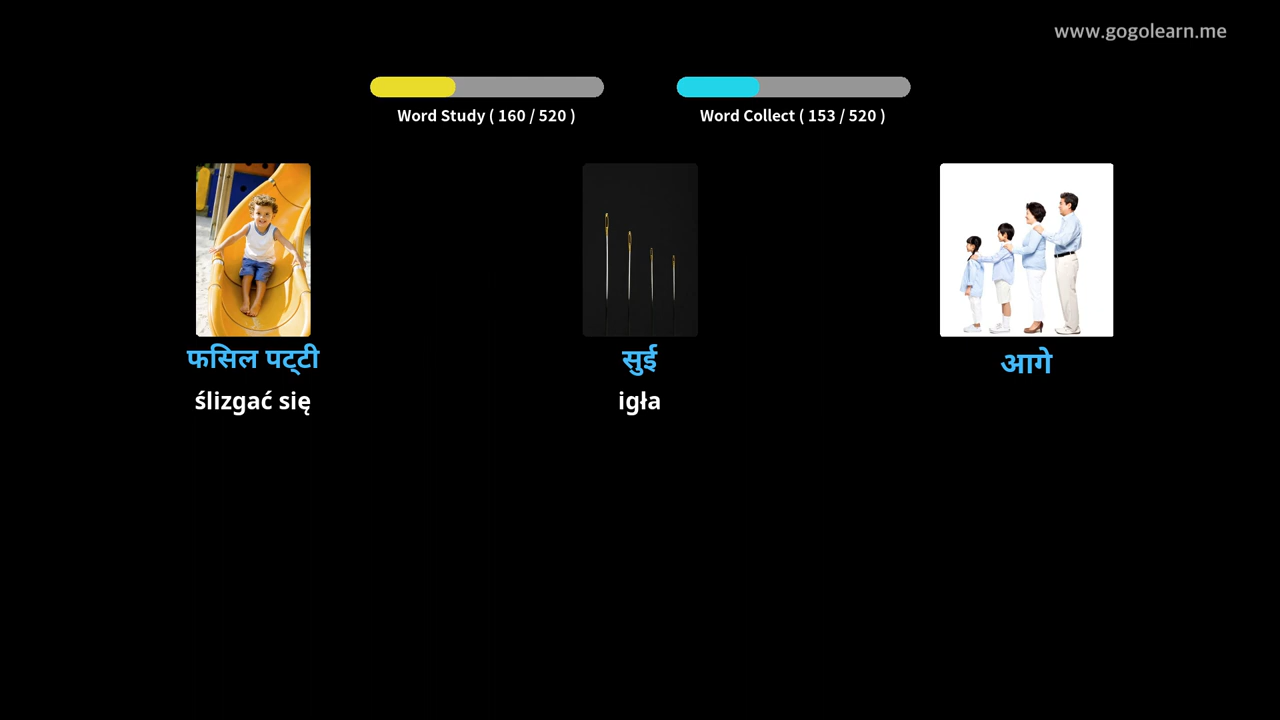 www.gogolearn.me
Word Study ( 160 / 520 )
Word Collect ( 153 / 520 )
फसिल पट्टी
सुई
आगे
ślizgać się
igła